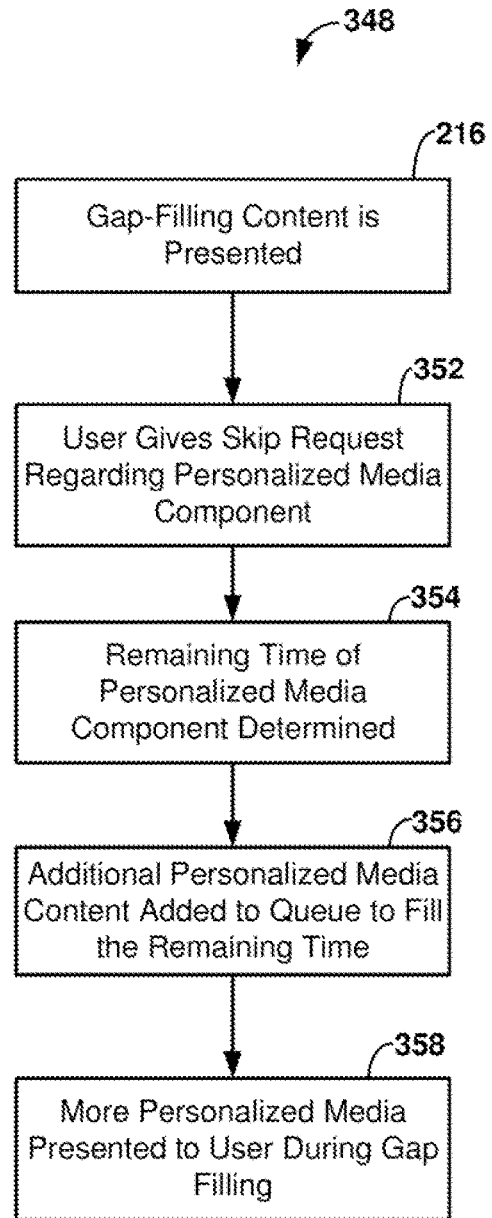 348
216
Gap-Filling Content is
Presented
352
User Gives Skip Request
Regarding Personalized Media
Component
354
Remaining Time of
Personalized Media
Component Determined
356
Additional Personalized Media
Content Added to Queue to Fill
the Remaining Time
358
More Personalized Media
Presented to User During Gap
Filling